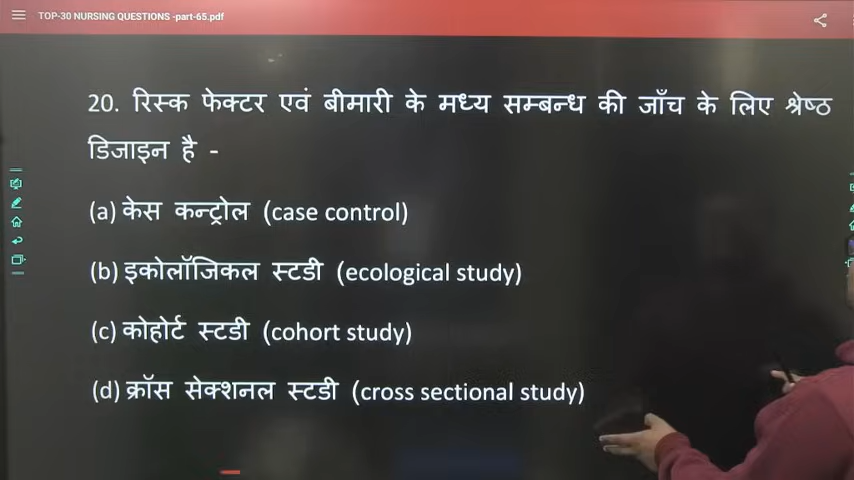 TOP-30 NURSING QUESTIONS -part-65.pdf
20. रिस्क फेक्टर एवं बीमारी के मध्य सम्बन्ध की जाँच के लिए श्रेष्ठ
डिजाइन है -
(a) केस कन्ट्रोल (case control)
(b) इकोलॉजिकल स्टडी (ecological study)
(c) कोहोर्ट स्टडी (cohort study)
(d) क्रॉस सेक्शनल स्टडी (cross sectional study)